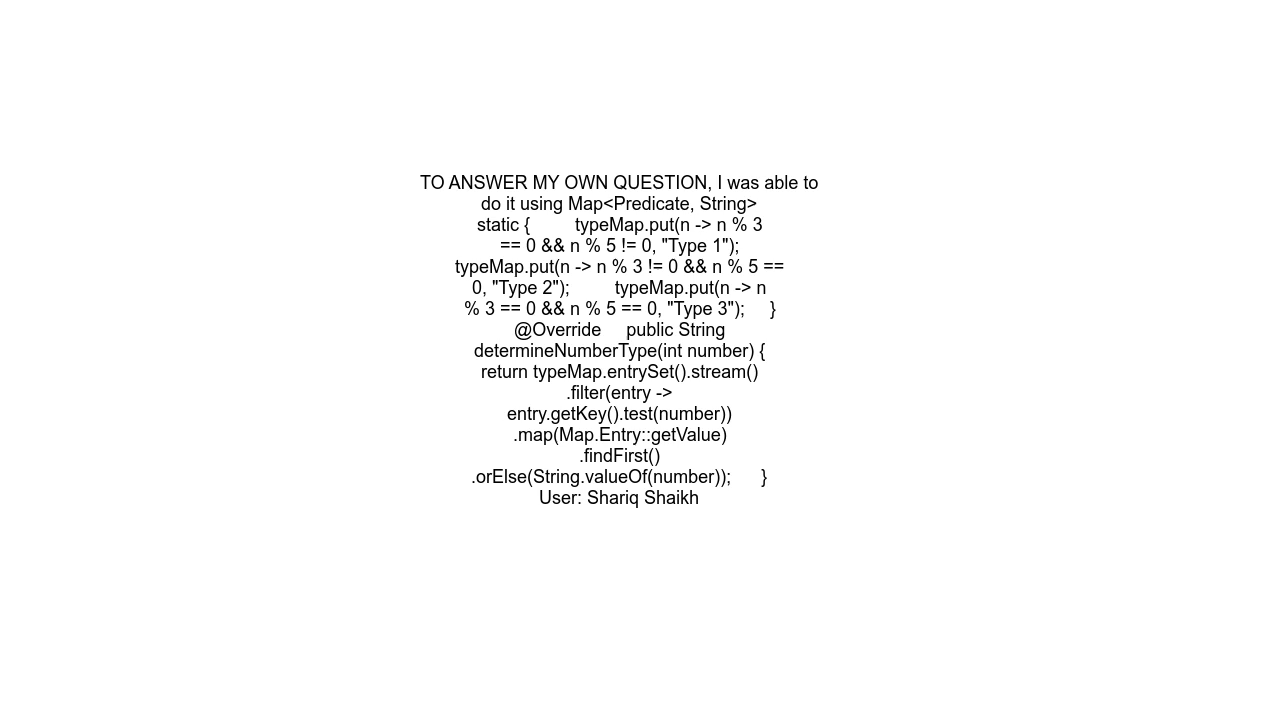 TO ANSWER MY OWN QUESTION, I was able to
do it using Map<Predicate, String>
static {         typeMap.put(n -> n % 3
== 0 && n % 5 != 0, "Type 1");
typeMap.put(n -> n % 3 != 0 && n % 5 ==
0, "Type 2");         typeMap.put(n -> n
% 3 == 0 && n % 5 == 0, "Type 3");     }
@Override     public String
determineNumberType(int number) {
return typeMap.entrySet().stream()
.filter(entry ->
entry.getKey().test(number))
.map(Map.Entry::getValue)
.findFirst()
.orElse(String.valueOf(number));      }
User: Shariq Shaikh